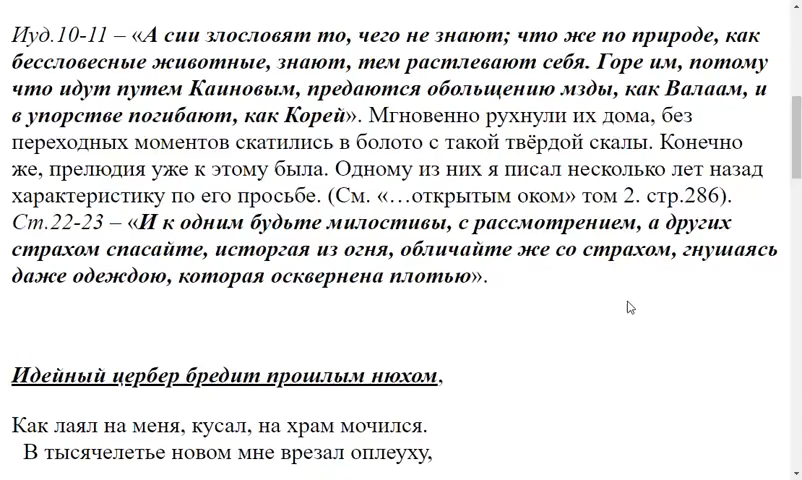 Иуд.10-11 – «А сии злословят то, чего не знают; что же по природе, как
бессловесные животные, знают, тем растлевают себя. Горе им, потому
что идут путем Каиновым, предаются обольщению мзды, как Валаам, и
в упорстве погибают, как Корей». Мгновенно рухнули их дома, без
переходных моментов скатились в болото с такой твёрдой скалы. Конечно
же, прелюдия уже к этому была. Одному из них я писал несколько лет назад
характеристику по его просьбе. (См. «…открытым оком» том 2. стр.286).
Ст.22-23 – «И к одним будьте милостивы, с рассмотрением, а других
страхом спасайте, исторгая из огня, обличайте же со страхом, гнушаясь
даже одеждою, которая осквернена плотью».
Идейный цербер бредит прошлым нюхом,
Как лаял на меня, кусал, на храм мочился.
В тысячелетье новом мне врезал оплеуху,